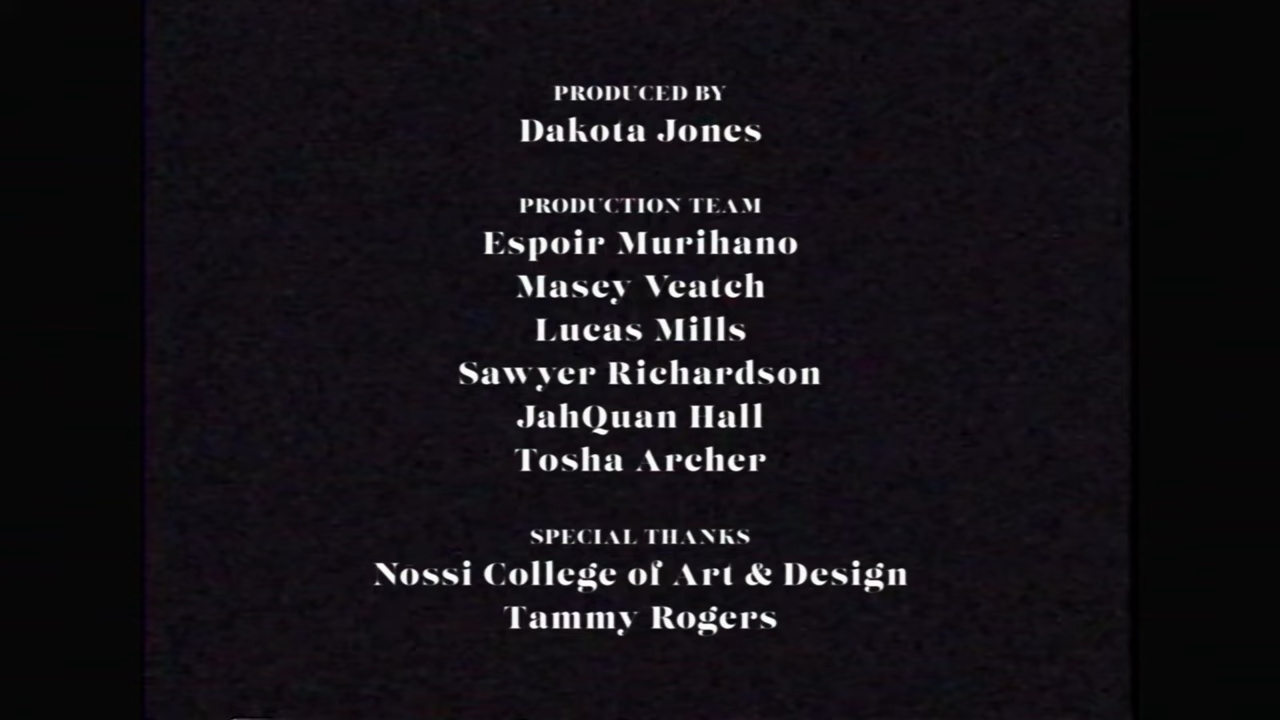 PRODUCED BY
Dakota Jones
PRODUCTION TEAM
Espoir Murihano
Masey Veatch
Lucas Mills
Sawyer Richardson
JahQuan Hall
Tosha Archer
SPECIAL THANKS
Nossi College of Art & Design
Tammy Rogers